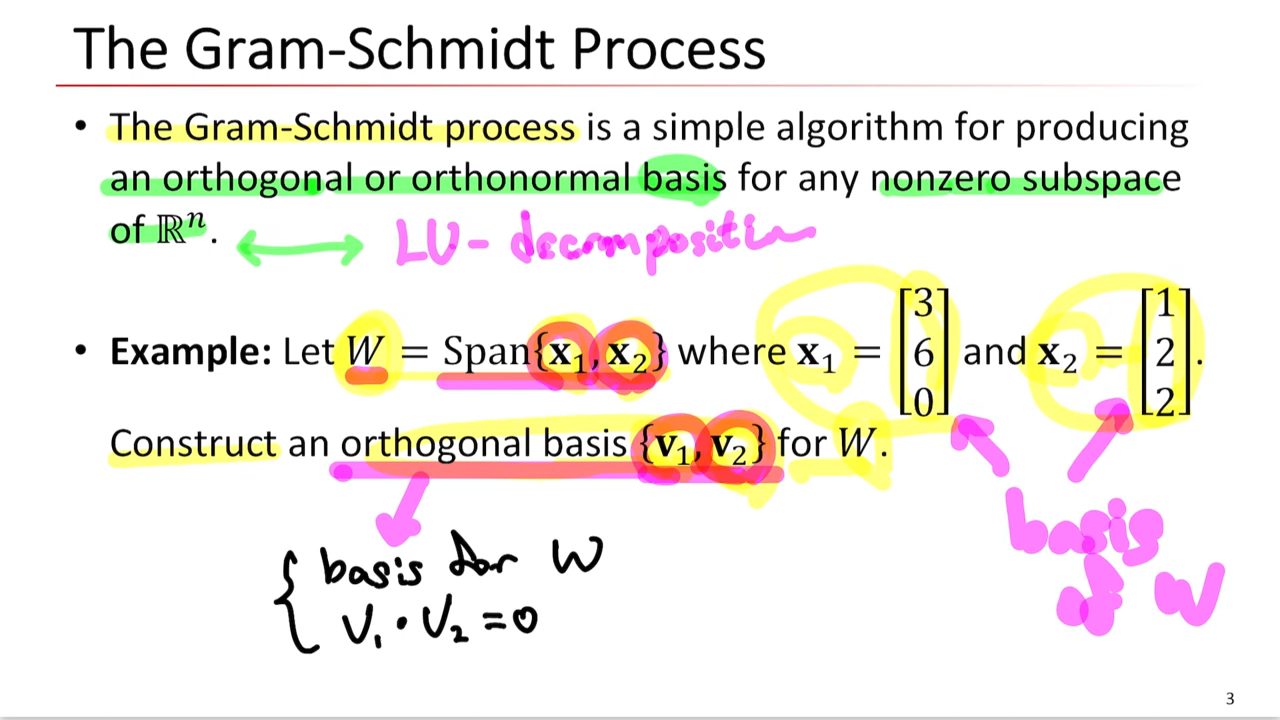 The Gram-Schmidt Process
• The Gram-Schmidt process is a simple algorithm for producing
an orthogonal or orthonormal basis for any nonzero subspace
of ℝⁿ.
LU- decomposition
• Example: Let W = Span{x₁, x₂} where x₁ = [3 6 0] and x₂ = [1 2 2].
Construct an orthogonal basis {v₁, v₂} for W.
basis of W
{ basis for W
V₁ • V₂ = 0
3